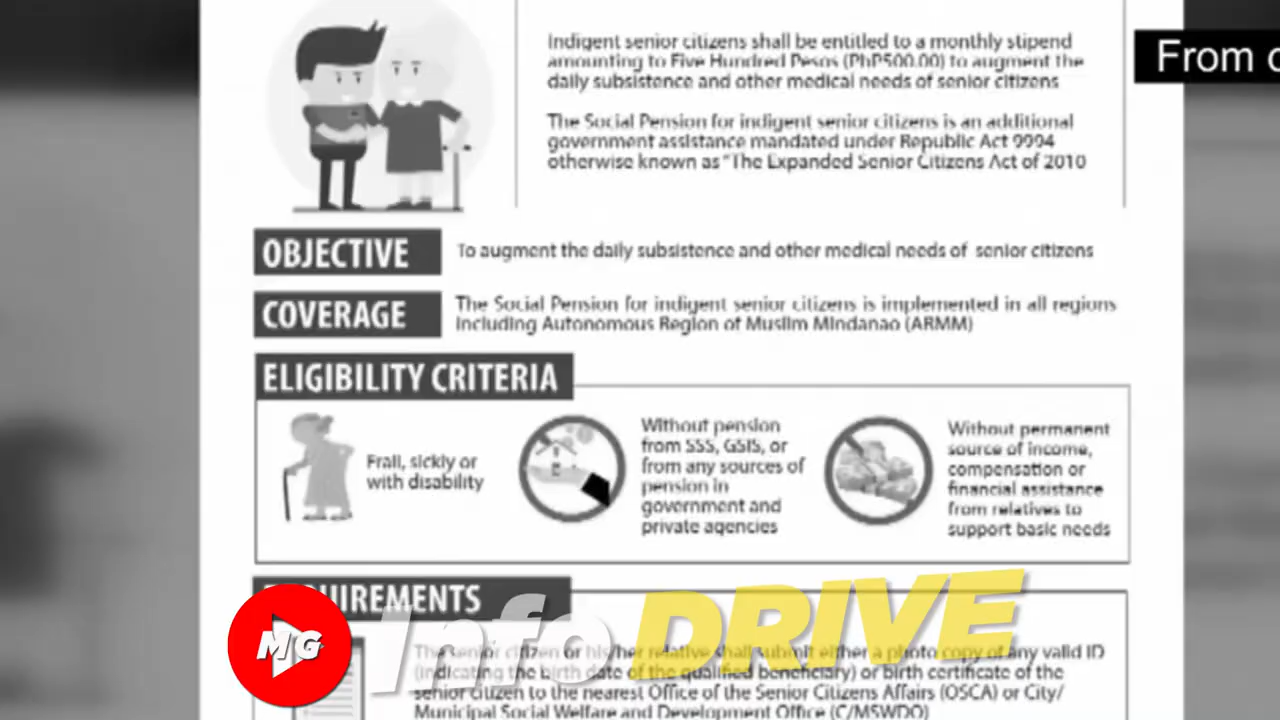 Indigent senior citizens shall be entitled to a monthly stipend
amounting to Five Hundred Pesos (PhP500.00) to augment the
daily subsistence and other medical needs of senior citizens
From
The Social Pension for indigent senior citizens is an additional
government assistance mandated under Republic Act 9994
otherwise known as "The Expanded Senior Citizens Act of 2010
OBJECTIVE
To augment the daily subsistence and other medical needs of senior citizens
COVERAGE
The Social Pension for indigent senior citizens is implemented in all regions
including Autonomous Region of Muslim Mindanao (ARMM)
ELIGIBILITY CRITERIA
Frail, sickly or
with disability
Without pension
from SSS, GSIS, or
from any sources of
pension in
government and
private agencies
Without permanent
source of income,
compensation or
financial assistance
from relatives to
support basic needs
REQUIREMENTS
MG
Info DRIVE
The senior citizen or his/her relative shall submit either a photo copy of any valid ID
(indicating the birth date of the qualified beneficiary) or birth certificate of the
senior citizen to the nearest Office of the Senior Citizens Affairs (OSCA) or City/
Municipal Social Welfare and Development Office (C/MSWDO)